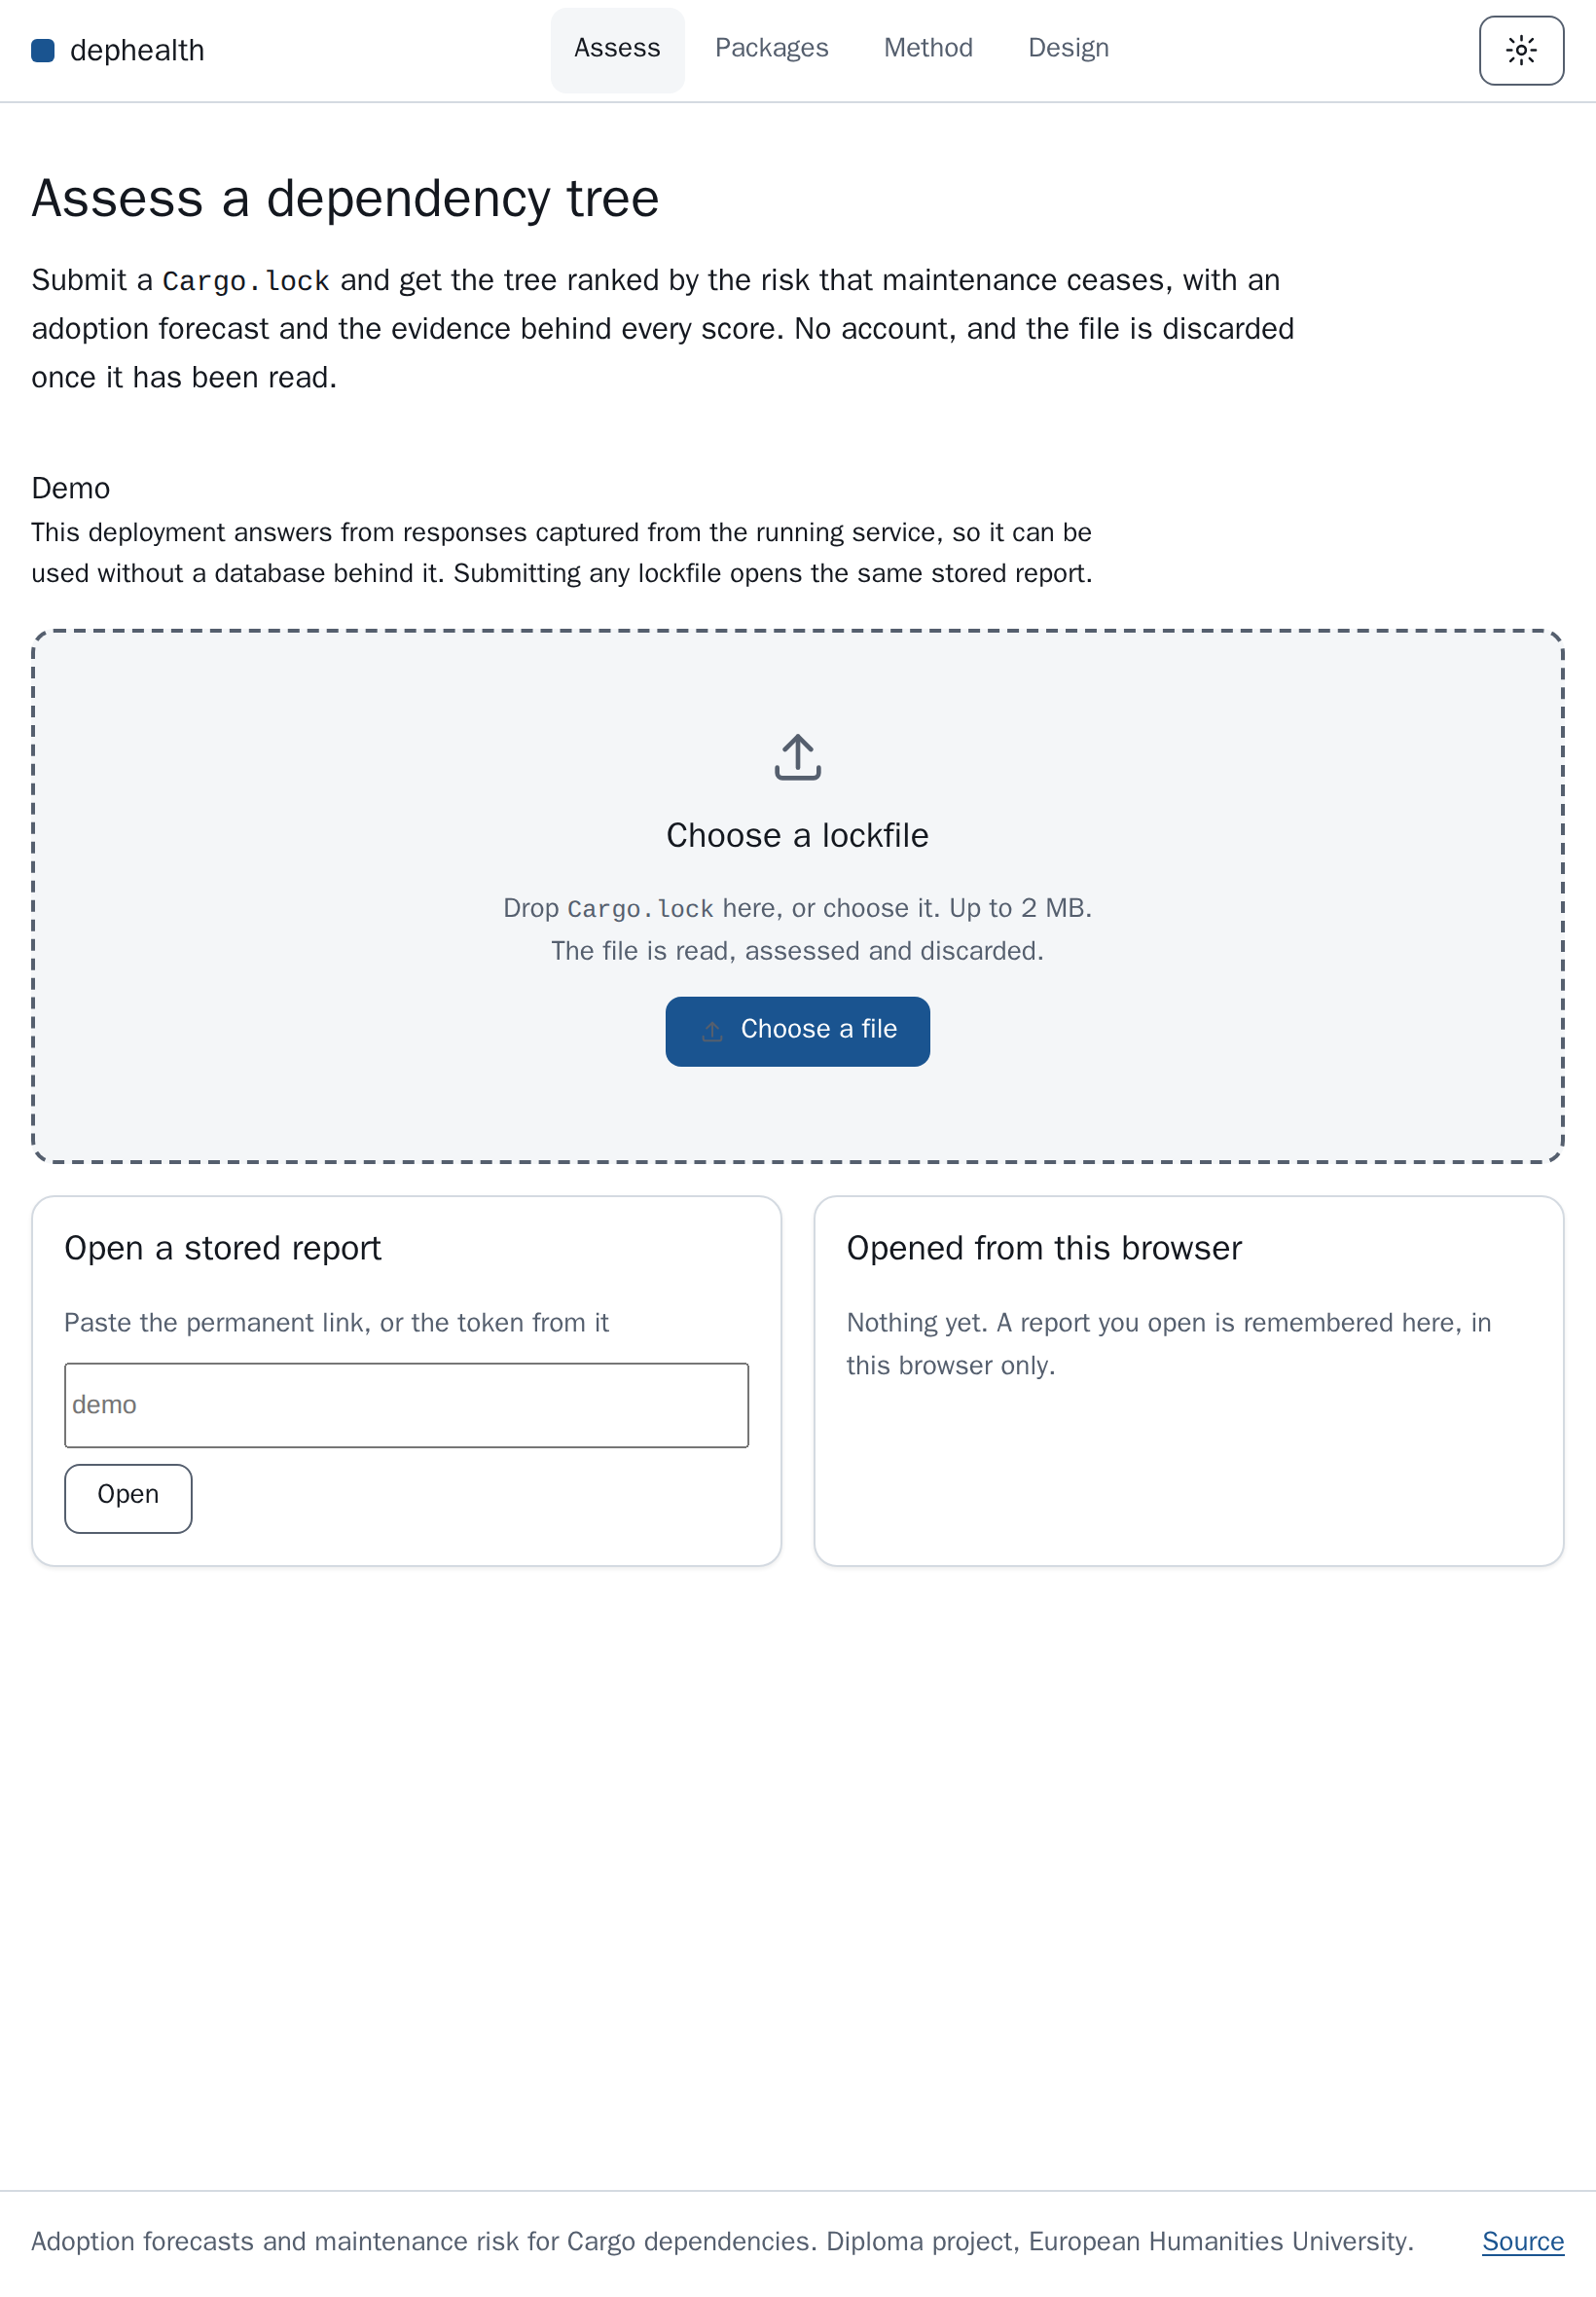 dephealth
Assess
Packages
Method
Design
Assess a dependency tree
Submit a Cargo.lock and get the tree ranked by the risk that maintenance ceases, with an
adoption forecast and the evidence behind every score. No account, and the file is discarded
once it has been read.
Demo
This deployment answers from responses captured from the running service, so it can be
used without a database behind it. Submitting any lockfile opens the same stored report.
Choose a lockfile
Drop Cargo.lock here, or choose it. Up to 2 MB.
The file is read, assessed and discarded.
Choose a file
Open a stored report
Paste the permanent link, or the token from it
demo
Open
Opened from this browser
Nothing yet. A report you open is remembered here, in
this browser only.
Adoption forecasts and maintenance risk for Cargo dependencies. Diploma project, European Humanities University.
Source